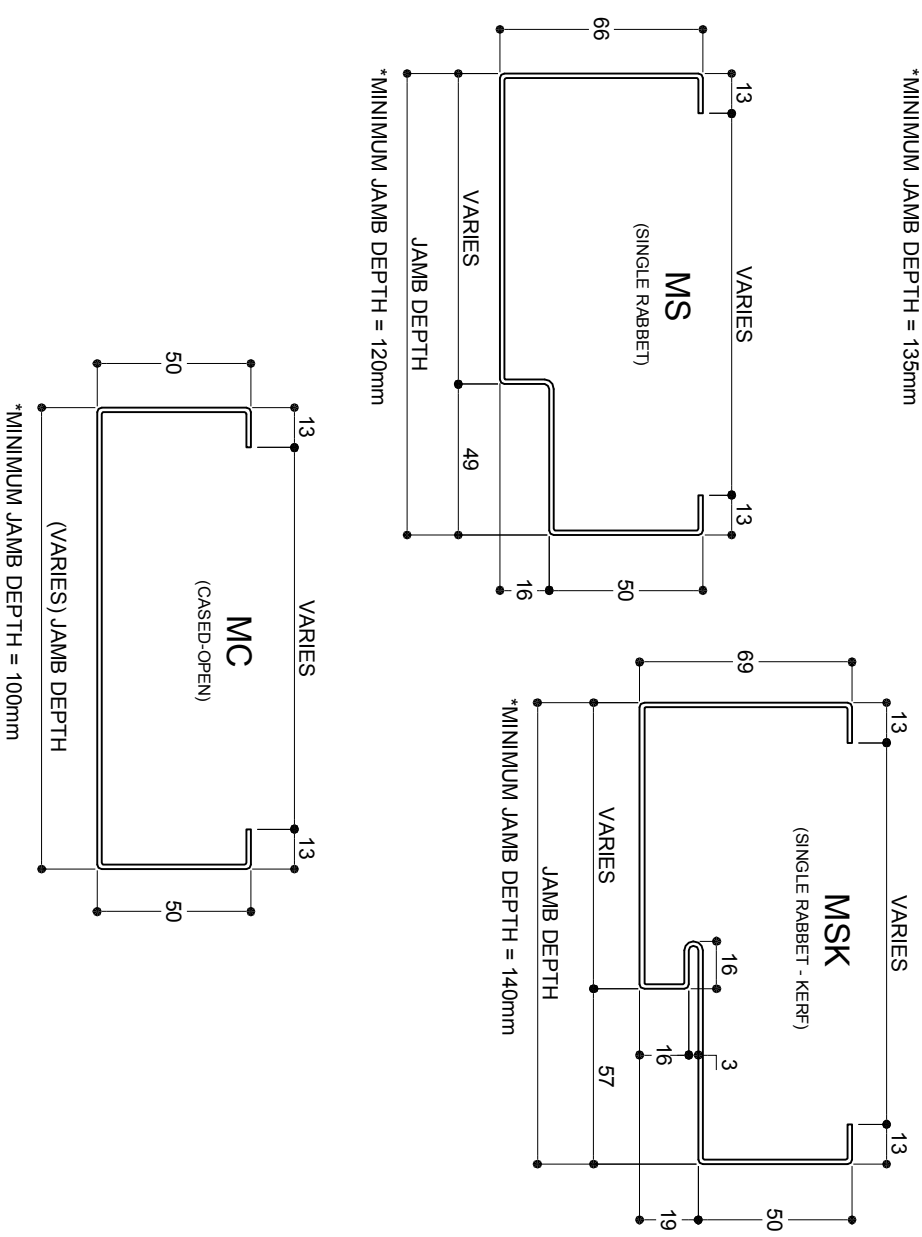 *MINIMUM JAMB DEPTH = 135mm
13
VARIES
13
66
MS
(SINGLE RABBET)
50
16
VARIES
49
JAMB DEPTH
*MINIMUM JAMB DEPTH = 120mm
13
VARIES
13
69
MSK
(SINGLE RABBET - KERF)
50
16
3
16
19
VARIES
57
JAMB DEPTH
*MINIMUM JAMB DEPTH = 140mm
13
VARIES
13
50
MC
(CASED-OPEN)
50
(VARIES) JAMB DEPTH
*MINIMUM JAMB DEPTH = 100mm